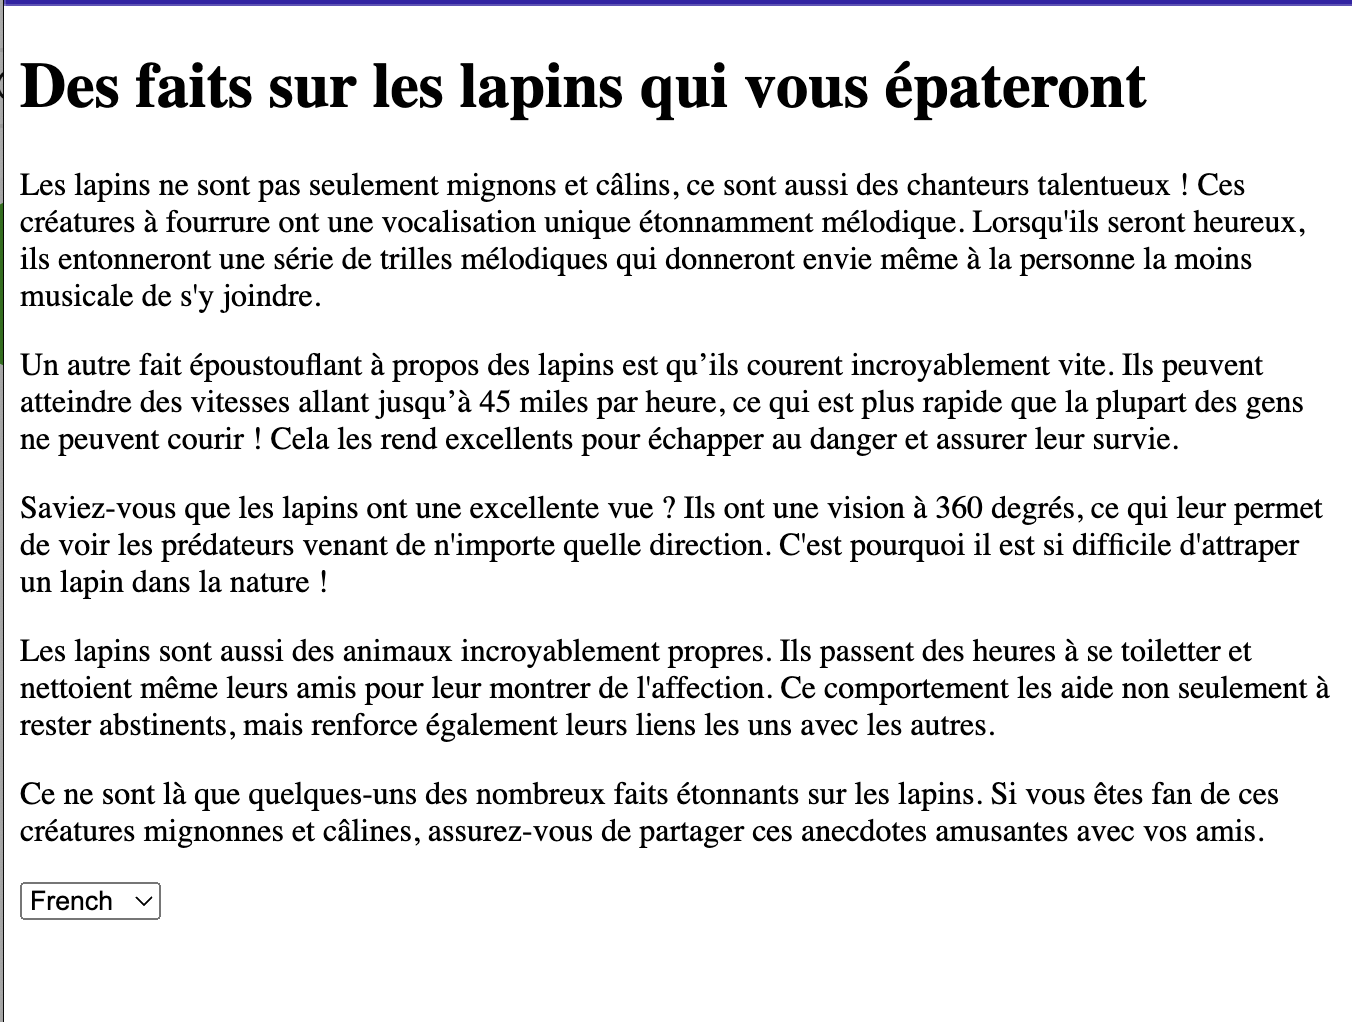 Des faits sur les lapins qui vous épateront
Les lapins ne sont pas seulement mignons et câlins, ce sont aussi des chanteurs talentueux ! Ces
créatures à fourrure ont une vocalisation unique étonnamment mélodique. Lorsqu'ils seront heureux,
ils entonneront une série de trilles mélodiques qui donneront envie même à la personne la moins
musicale de s'y joindre.
Un autre fait époustouflant à propos des lapins est qu’ils courent incroyablement vite. Ils peuvent
atteindre des vitesses allant jusqu’à 45 miles par heure, ce qui est plus rapide que la plupart des gens
ne peuvent courir ! Cela les rend excellents pour échapper au danger et assurer leur survie.
Saviez-vous que les lapins ont une excellente vue ? Ils ont une vision à 360 degrés, ce qui leur permet
de voir les prédateurs venant de n'importe quelle direction. C'est pourquoi il est si difficile d'attraper
un lapin dans la nature !
Les lapins sont aussi des animaux incroyablement propres. Ils passent des heures à se toiletter et
nettoient même leurs amis pour leur montrer de l'affection. Ce comportement les aide non seulement à
rester abstinents, mais renforce également leurs liens les uns avec les autres.
Ce ne sont là que quelques-uns des nombreux faits étonnants sur les lapins. Si vous êtes fan de ces
créatures mignonnes et câlines, assurez-vous de partager ces anecdotes amusantes avec vos amis.
French